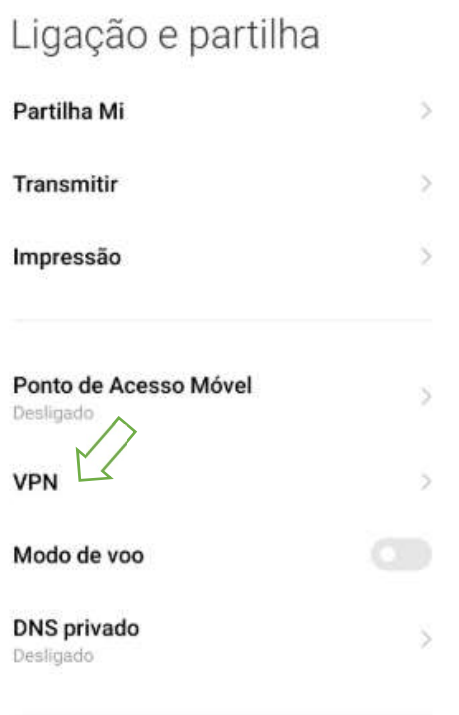 Ligação e partilha
Partilha Mi
Transmitir
Impressão
Ponto de Acesso Móvel
Desligado
VPN
Modo de voo
DNS privado
Desligado